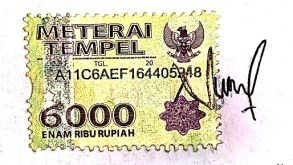 METERAI
TEMPEL
TGL. 20
A11C6AEF164405248
6000
ENAM RIBU RUPIAH